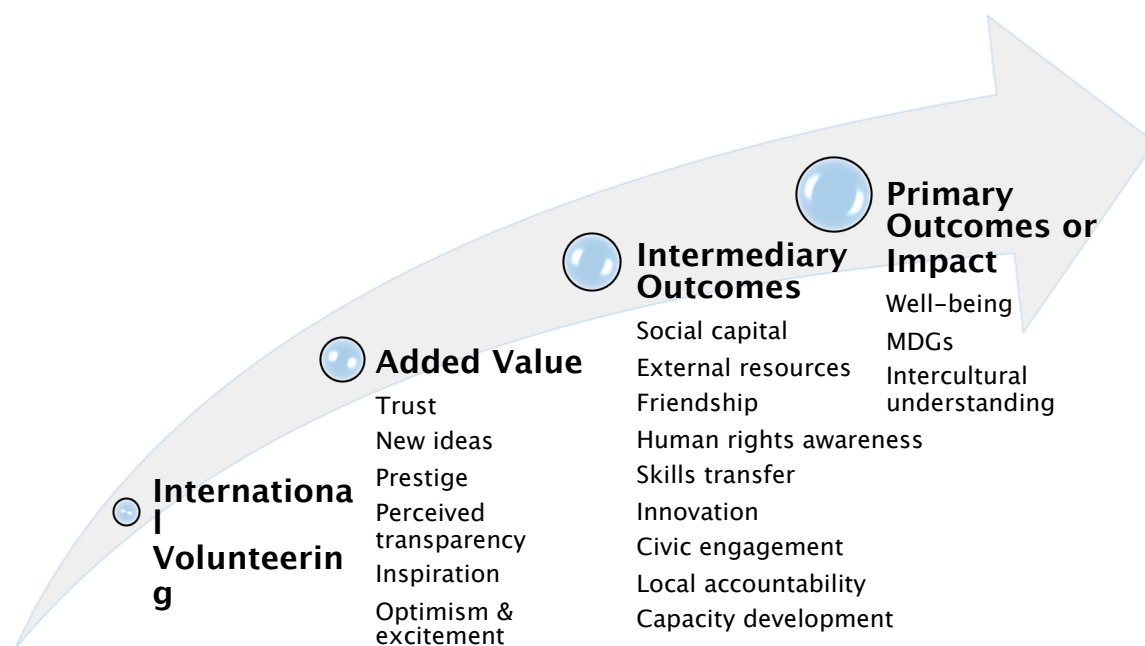 Internationa
l
Volunteerin
g
Added Value
Trust
New ideas
Prestige
Perceived
transparency
Inspiration
Optimism &
excitement
Intermediary
Outcomes
Social capital
External resources
Friendship
Human rights awareness
Skills transfer
Innovation
Civic engagement
Local accountability
Capacity development
Primary
Outcomes or
Impact
Well-being
MDGs
Intercultural
understanding